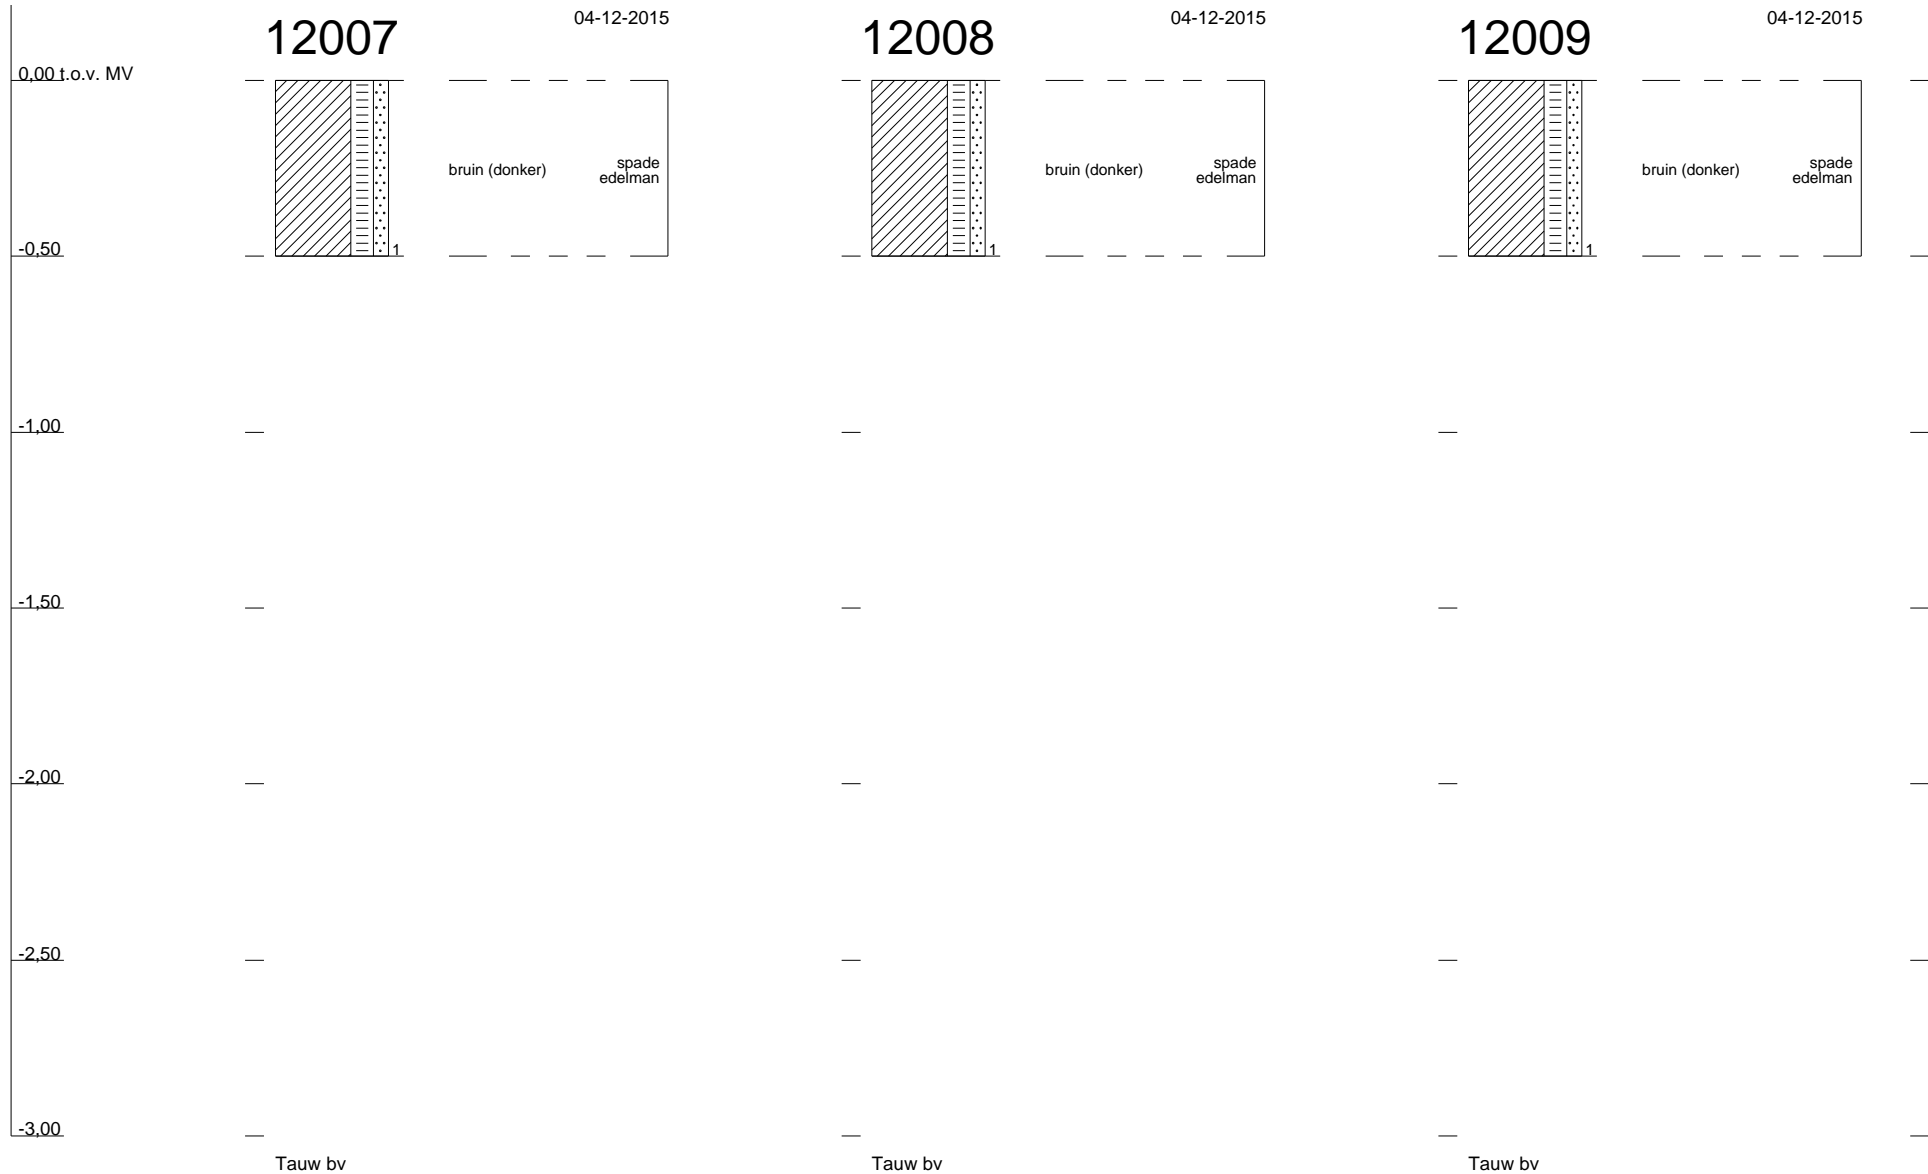 04-12-2015
04-12-2015
04-12-2015
12007
12008
12009
0,00 t.o.v. MV
bruin (donker)
spade
edelman
bruin (donker)
spade
edelman
bruin (donker)
spade
edelman
-0,50
1
1
1
-1,00
-1,50
-2,00
-2,50
-3,00
Tauw bv
Tauw bv
Tauw bv